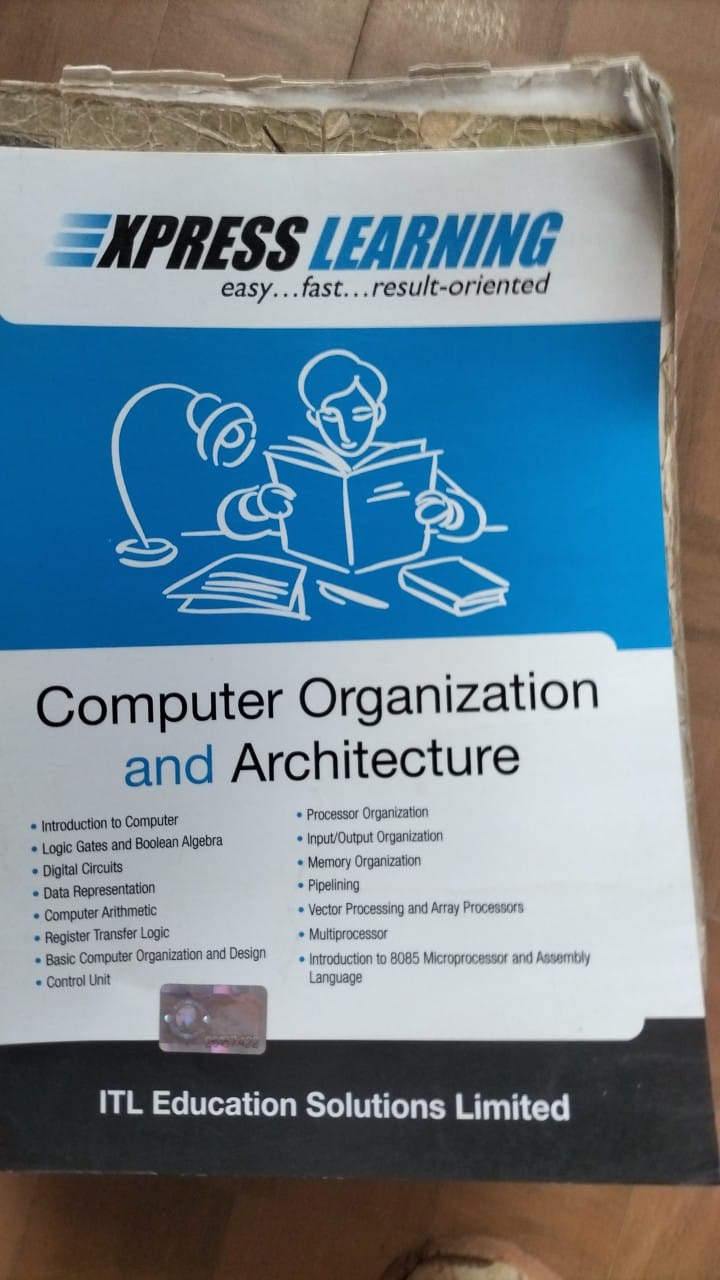 EXPRESS LEARNING
easy...fast...result-oriented
Computer Organization
and Architecture
• Introduction to Computer
• Logic Gates and Boolean Algebra
• Digital Circuits
• Data Representation
• Computer Arithmetic
• Register Transfer Logic
• Basic Computer Organization and Design
• Control Unit
• Processor Organization
• Input/Output Organization
• Memory Organization
• Pipelining
• Vector Processing and Array Processors
• Multiprocessor
• Introduction to 8085 Microprocessor and Assembly
Language
ITL Education Solutions Limited